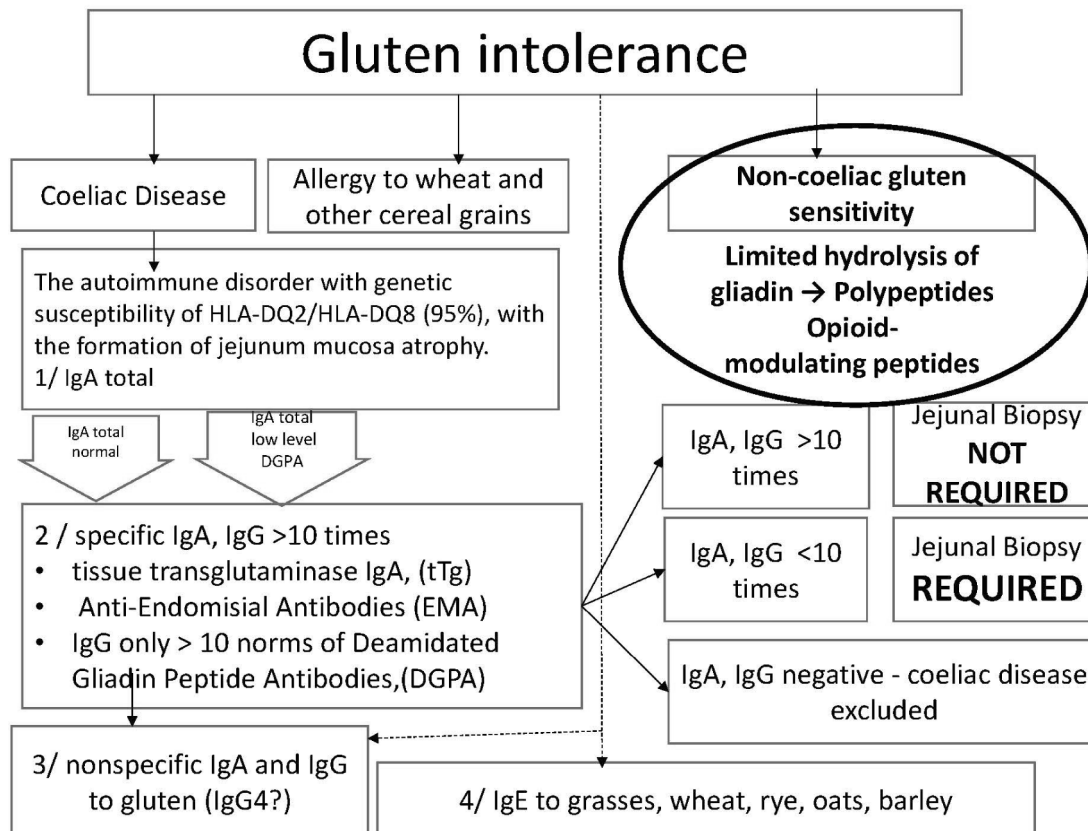 Gluten intolerance
Coeliac Disease
Allergy to wheat and
other cereal grains
Non-coeliac gluten
sensitivity
Limited hydrolysis of
gliadin → Polypeptides
Opioid-
modulating peptides
The autoimmune disorder with genetic
susceptibility of HLA-DQ2/HLA-DQ8 (95%), with
the formation of jejunum mucosa atrophy.
1/ IgA total
IgA total
normal
IgA total
low level
DGPA
2 / specific IgA, IgG >10 times
• tissue transglutaminase IgA, (tTg)
• Anti-Endomisial Antibodies (EMA)
• IgG only > 10 norms of Deamidated
Gliadin Peptide Antibodies,(DGPA)
IgA, IgG >10
times
Jejunal Biopsy
NOT
REQUIRED
IgA, IgG <10
times
Jejunal Biopsy
REQUIRED
IgA, IgG negative - coeliac disease
excluded
3/ nonspecific IgA and IgG
to gluten (IgG4?)
4/ IgE to grasses, wheat, rye, oats, barley